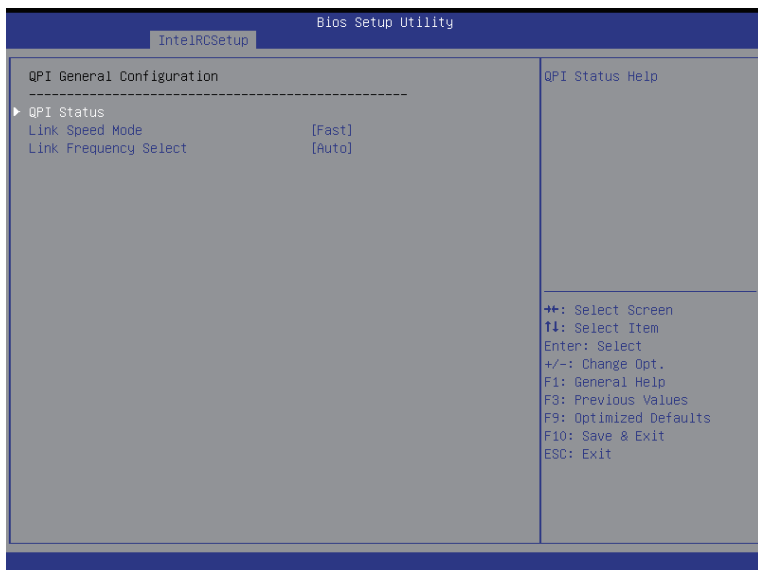 Bios Setup Utility
IntelRCSetup
QPI General Configuration
--------------------------------------------------
QPI Status
Link Speed Mode [Fast]
Link Frequency Select [Auto]
QPI Status Help
→←: Select Screen
↑↓: Select Item
Enter: Select
+/-: Change Opt.
F1: General Help
F3: Previous Values
F9: Optimized Defaults
F10: Save & Exit
ESC: Exit